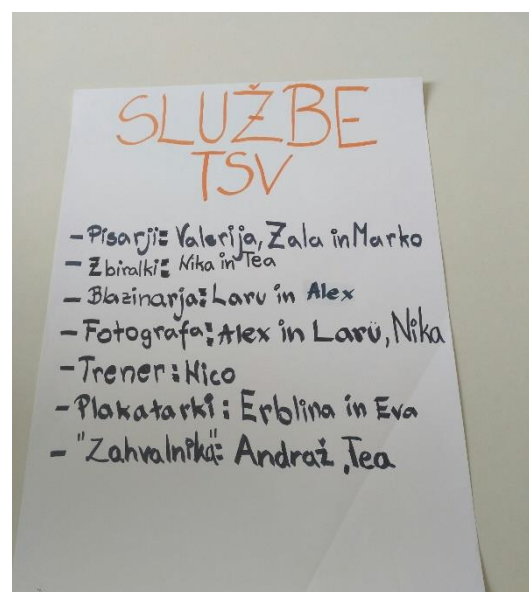 SLUŽBE
TSV
- Pisarji: Valerija, Zala in Marko
- Zbiralki: Nika in Tea
- Blazinarja: Laru in Alex
- Fotografa: Alex in Laru, Nika
- Trener: Nico
- Plakatarki: Erblina in Eva
- "Zahvalnika": Andraž, Tea